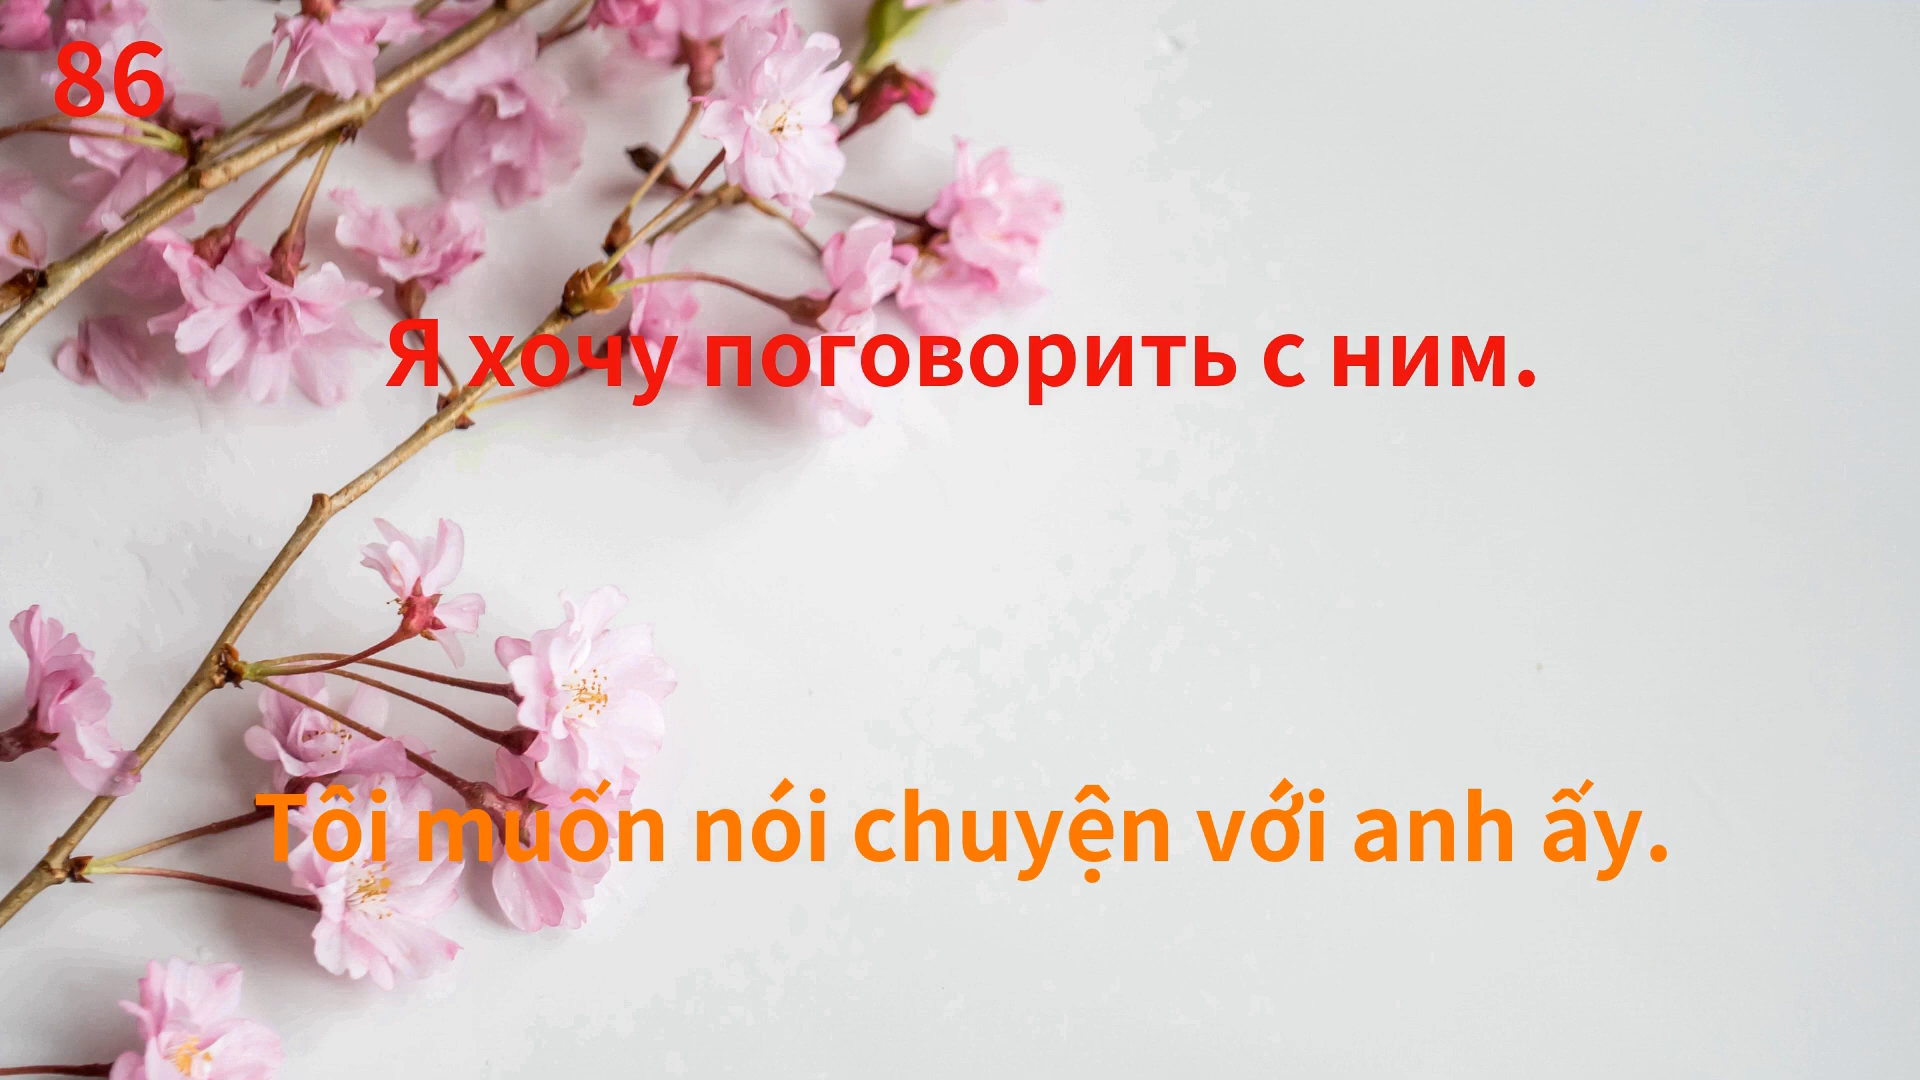 86
Я хочу поговорить с ним.
Tôi muốn nói chuyện với anh ấy.